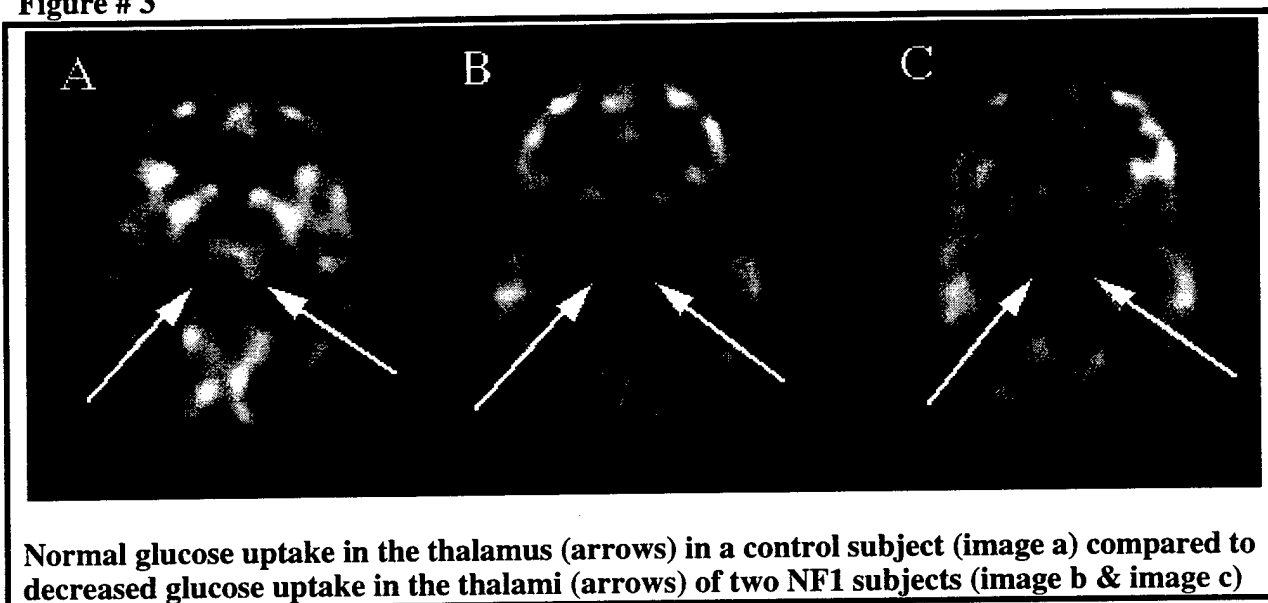 Figure # 3
A B C
Normal glucose uptake in the thalamus (arrows) in a control subject (image a) compared to
decreased glucose uptake in the thalami (arrows) of two NF1 subjects (image b & image c)